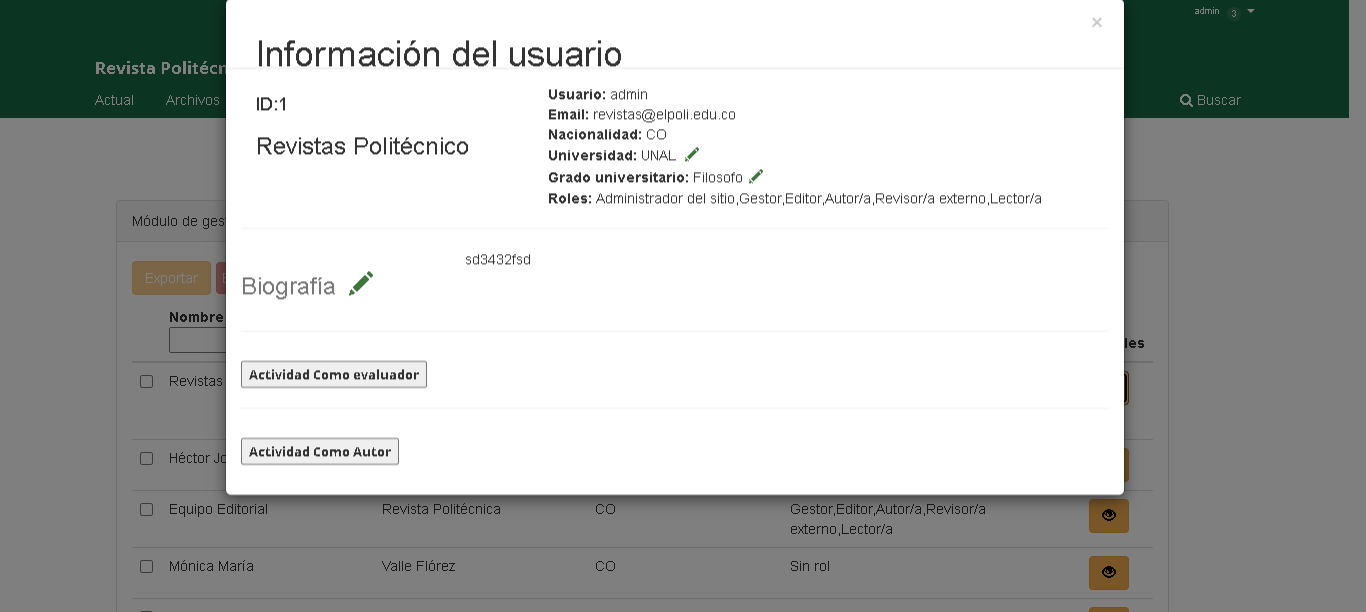 admin 3
×
Información del usuario
Revista Politécn
Actual Archivos Buscar
ID:1
Revistas Politécnico
Usuario: admin
Email: revistas@elpoli.edu.co
Nacionalidad: CO
Universidad: UNAL
Grado universitario: Filosofo
Roles: Administrador del sitio,Gestor,Editor,Autor/a,Revisor/a externo,Lector/a
Módulo de ges
sd3432fsd
Biografía
Exportar
Nombre
les
Actividad Como evaluador
Revistas
Actividad Como Autor
Héctor Jo
Equipo Editorial Revista Politécnica CO Gestor,Editor,Autor/a,Revisor/a
externo,Lector/a
Mónica María Valle Flórez CO Sin rol